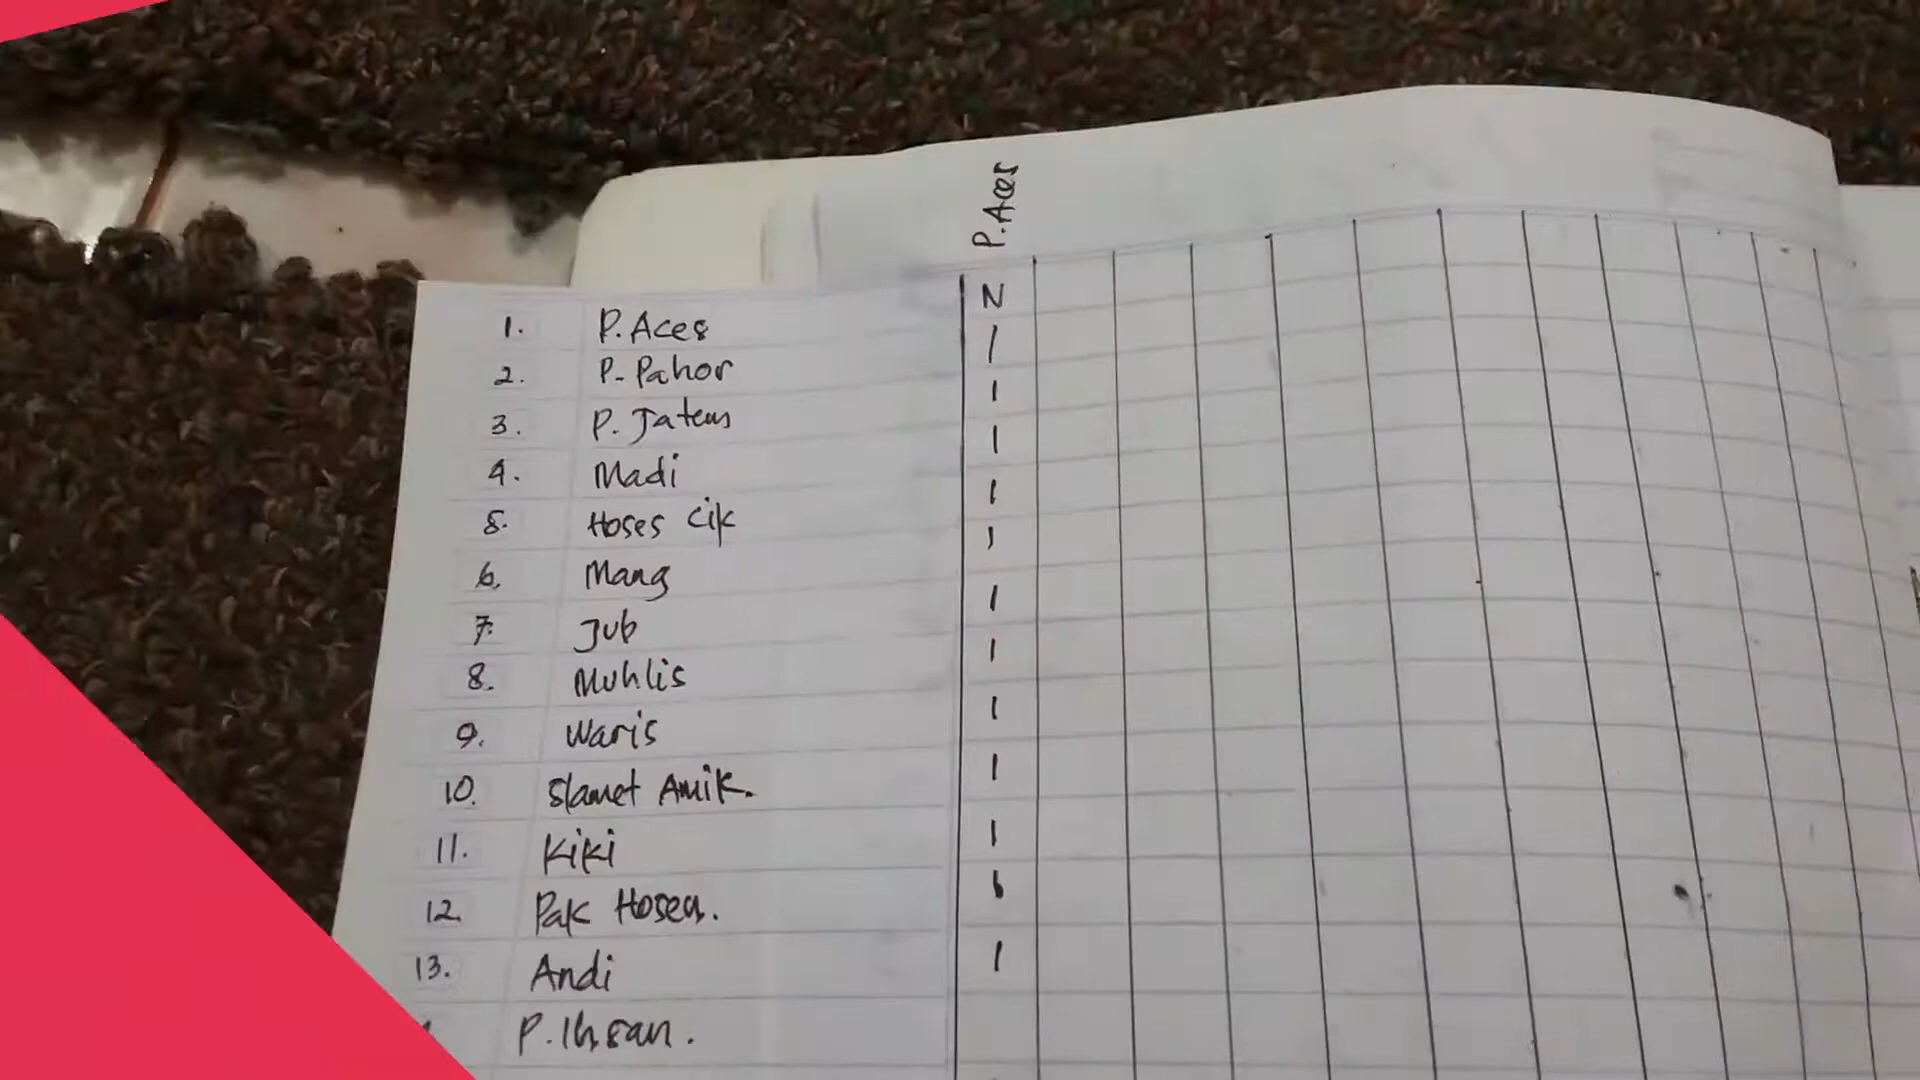 P. Aces
N
1. P. Aces /
2. P. Pahor 1
3. P. Jatem 1
4. Madi 1
5. Hoses Cik 1
6. Mang 1
7. Jub 1
8. Muhlis 1
9. Waris 1
10. Slamet Amik. 1
11. Kiki 1
12. Pak Hosen. 1
13. Andi 1
P. Ihsan.